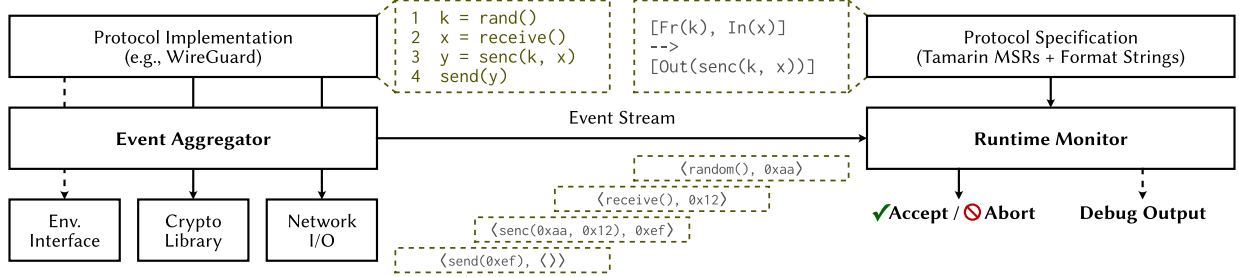 Protocol Implementation
(e.g., WireGuard)
1 k = rand()
2 x = receive()
3 y = senc(k, x)
4 send(y)
[Fr(k), In(x)]
-->
[Out(senc(k, x))]
Protocol Specification
(Tamarin MSRs + Format Strings)
Event Aggregator
Event Stream
Runtime Monitor
⟨random(), 0xaa⟩
⟨receive(), 0x12⟩
⟨senc(0xaa, 0x12), 0xef⟩
⟨send(0xef), ⟨⟩⟩
Env.
Interface
Crypto
Library
Network
I/O
✓Accept / 🚫Abort
Debug Output